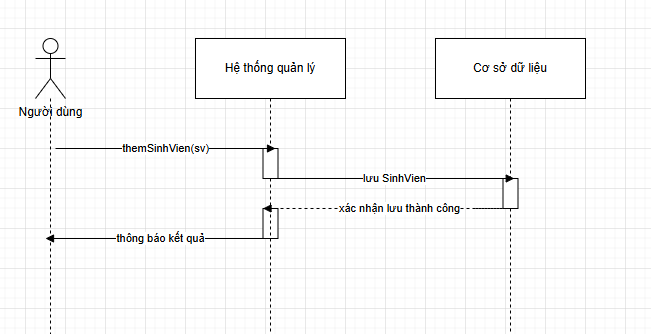 Hệ thống quản lý
Cơ sở dữ liệu
Người dùng
themSinhVien(sv)
lưu SinhVien
xác nhận lưu thành công
thông báo kết quả